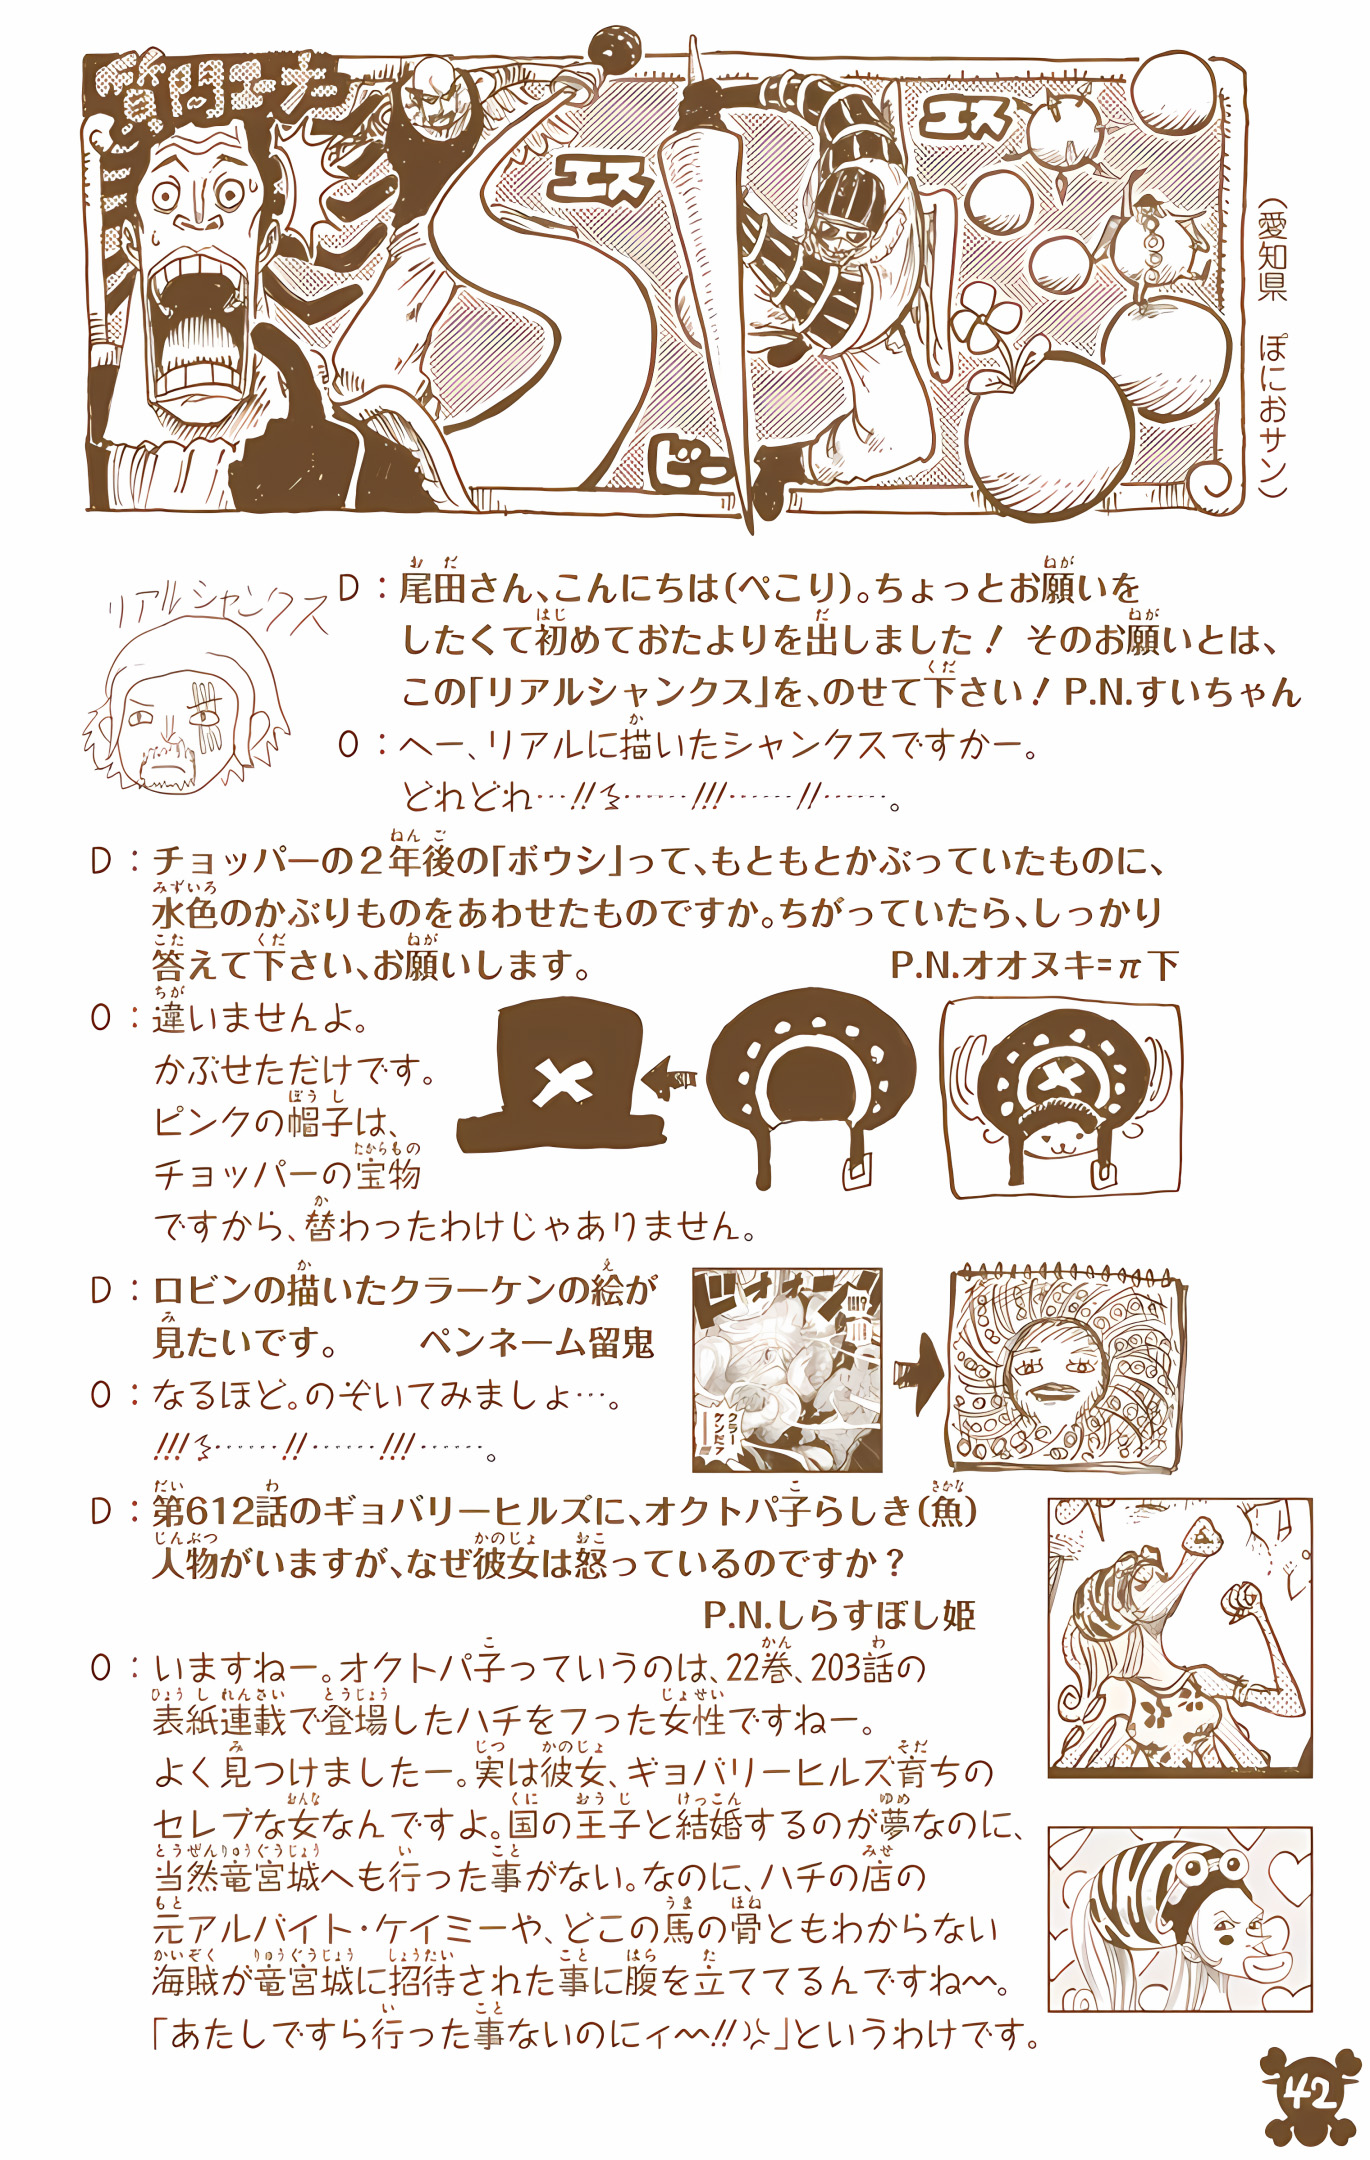 質問コーナー
エス
ビー
エス
(愛知県 ぽにおサン)
リアルシャンクス
D：尾田さん、こんにちは(ぺこり)。ちょっとお願いを
したくて初めておたよりを出しました！ そのお願いとは、
この「リアルシャンクス」を、のせて下さい！ P.N.すいちゃん
O：へー、リアルに描いたシャンクスですかー。
どれどれ…!!ミ……!!!……!!……。
D：チョッパーの２年後の「ボウシ」って、もともとかぶっていたものに、
水色のかぶりものをあわせたものですか。ちがっていたら、しっかり
答えて下さい、お願いします。 P.N.オオヌキ=π下
O：違いませんよ。
かぶせただけです。
ピンクの帽子は、
チョッパーの宝物
ですから、替わったわけじゃありません。
D：ロビンの描いたクラーケンの絵が
見たいです。 ペンネーム留鬼
O：なるほど。のぞいてみましょ…。
!!!ミ……!!……!!!……。
ドォォォン
!!!?
クラーケンだァ
D：第612話のギョバリーヒルズに、オクトパ子らしき(魚)
人物がいますが、なぜ彼女は怒っているのですか？
P.N.しらすぼし姫
O：いますねー。オクトパ子っていうのは、22巻、203話の
表紙連載で登場したハチをフった女性ですねー。
よく見つけましたー。実は彼女、ギョバリーヒルズ育ちの
セレブな女なんですよ。国の王子と結婚するのが夢なのに、
当然竜宮城へも行った事がない。なのに、ハチの店の
元アルバイト・ケイミーや、どこの馬の骨ともわからない
海賊が竜宮城に招待された事に腹を立ててるんですね〜。
「あたしですら行った事ないのにィ〜!!」というわけです。
42